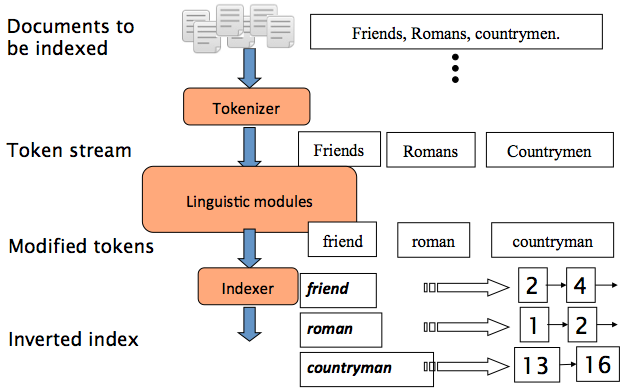 Documents to
be indexed
Friends, Romans, countrymen.
Tokenizer
Token stream
Friends
Romans
Countrymen
Linguistic modules
Modified tokens
friend
roman
countryman
Indexer
friend
2
4
roman
1
2
Inverted index
countryman
13
16